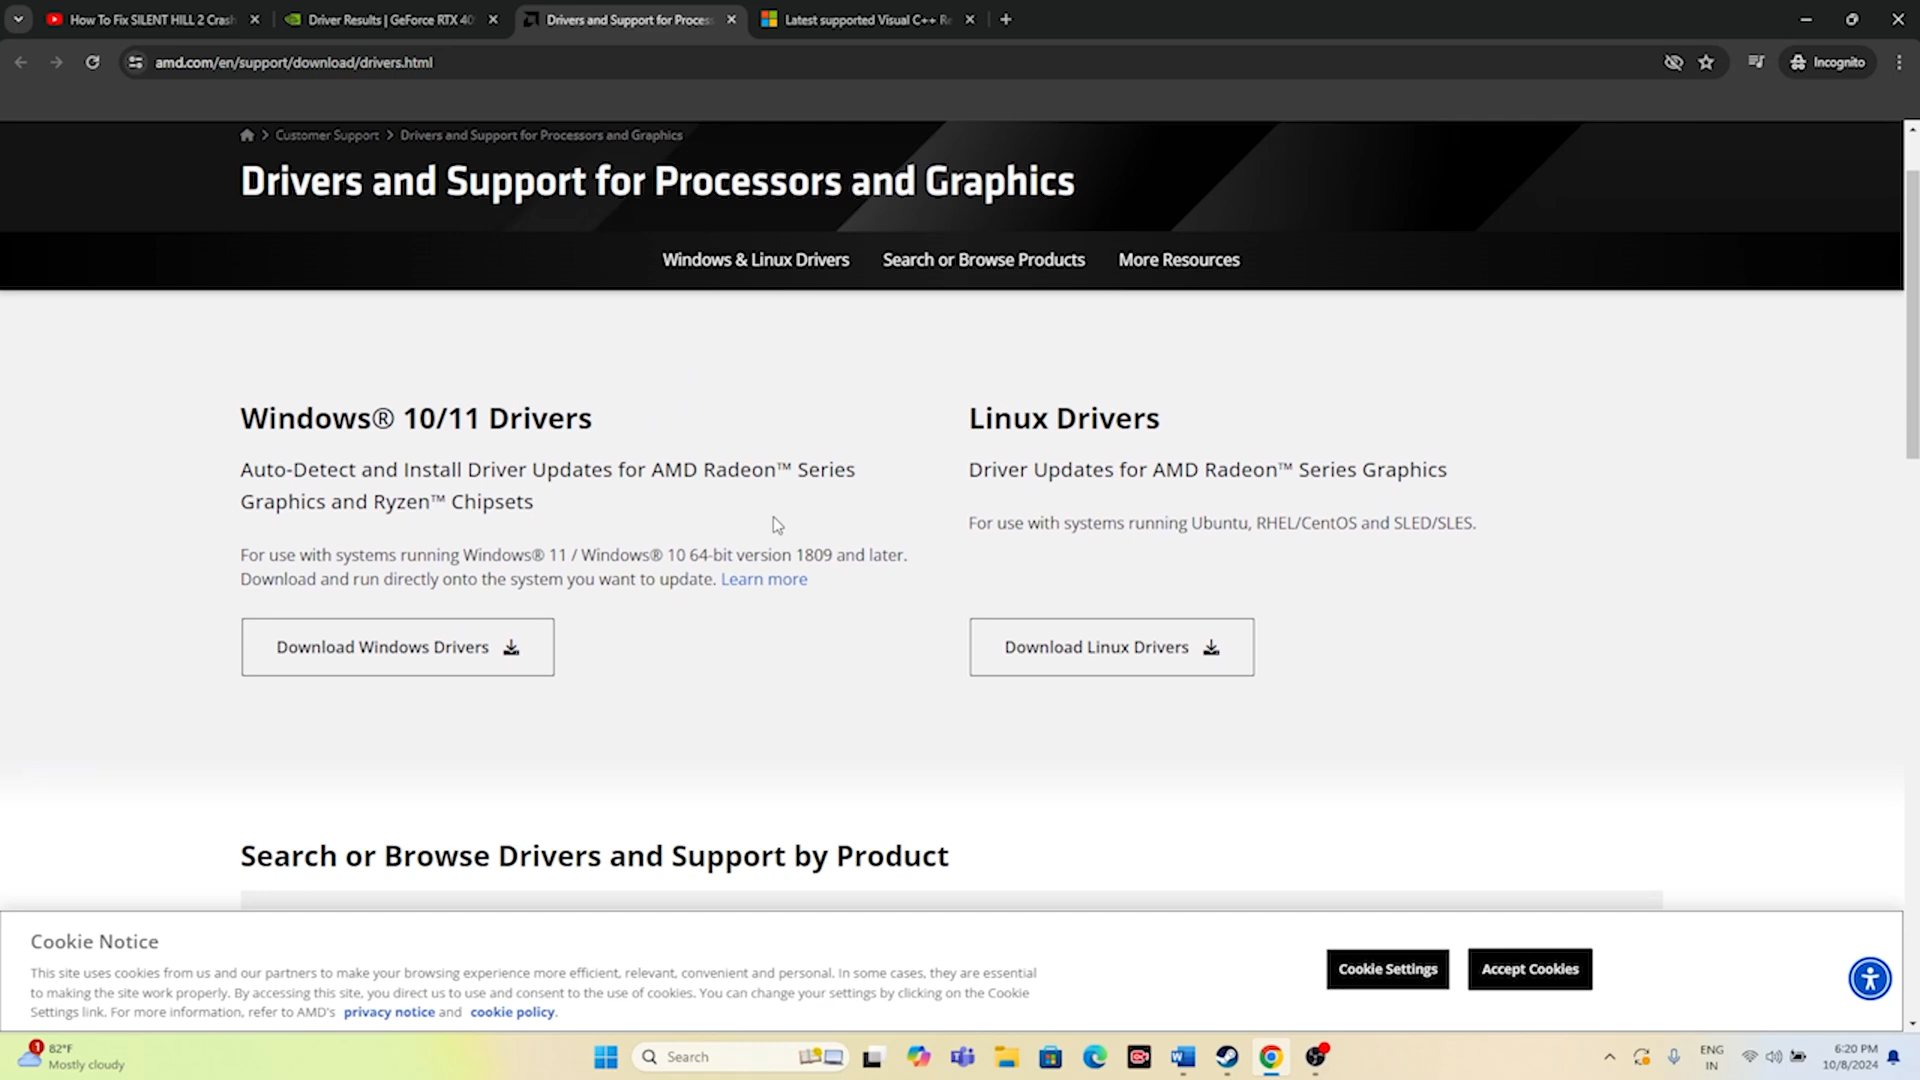 How To Fix SILENT HILL 2 Crash
Driver Results | GeForce RTX 40
Drivers and Support for Process
Latest supported Visual C++ Re
amd.com/en/support/download/drivers.html
Incognito
Customer Support > Drivers and Support for Processors and Graphics
Drivers and Support for Processors and Graphics
Windows & Linux Drivers
Search or Browse Products
More Resources
Windows® 10/11 Drivers
Auto-Detect and Install Driver Updates for AMD Radeon™ Series
Graphics and Ryzen™ Chipsets
For use with systems running Windows® 11 / Windows® 10 64-bit version 1809 and later.
Download and run directly onto the system you want to update. Learn more
Download Windows Drivers
Linux Drivers
Driver Updates for AMD Radeon™ Series Graphics
For use with systems running Ubuntu, RHEL/CentOS and SLED/SLES.
Download Linux Drivers
Search or Browse Drivers and Support by Product
Cookie Notice
This site uses cookies from us and our partners to make your browsing experience more efficient, relevant, convenient and personal. In some cases, they are essential
to making the site work properly. By accessing this site, you direct us to use and consent to the use of cookies. You can change your settings by clicking on the Cookie
Settings link. For more information, refer to AMD's privacy notice and cookie policy.
Cookie Settings
Accept Cookies
1
82°F
Mostly cloudy
Search
ENG
IN
6:20 PM
10/8/2024